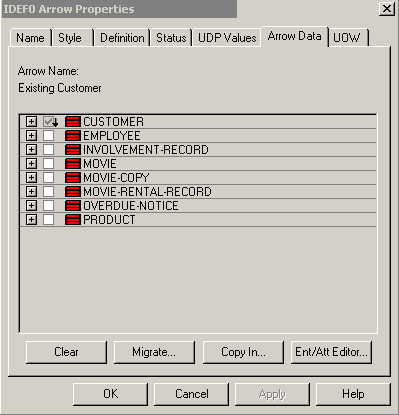 IDEF0 Arrow Properties
Name Style Definition Status UDP Values Arrow Data UOW
Arrow Name:
Existing Customer
CUSTOMER
EMPLOYEE
INVOLVEMENT-RECORD
MOVIE
MOVIE-COPY
MOVIE-RENTAL-RECORD
OVERDUE-NOTICE
PRODUCT
Clear Migrate... Copy In... Ent/Att Editor...
OK Cancel Apply Help